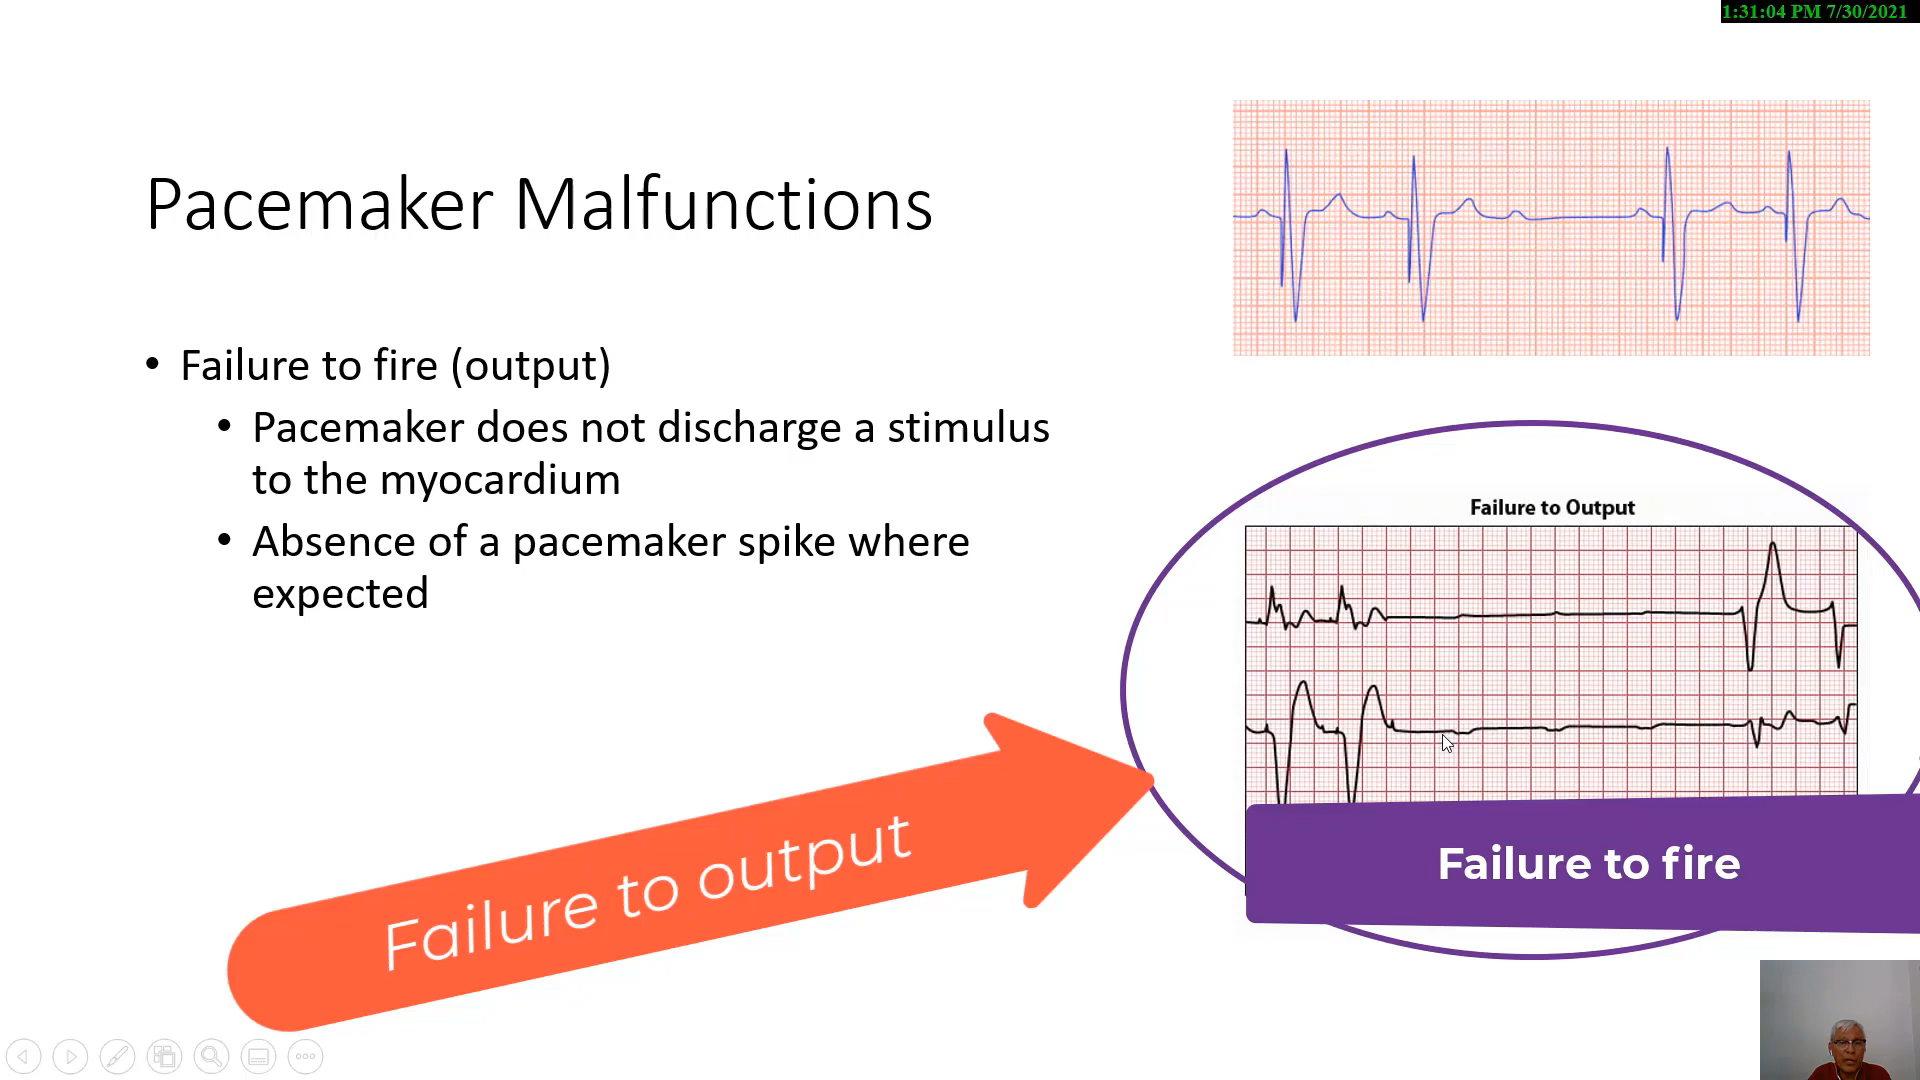 1:31:04 PM 7/30/2021
Pacemaker Malfunctions
• Failure to fire (output)
• Pacemaker does not discharge a stimulus
to the myocardium
• Absence of a pacemaker spike where
expected
Failure to Output
Failure to output
Failure to fire